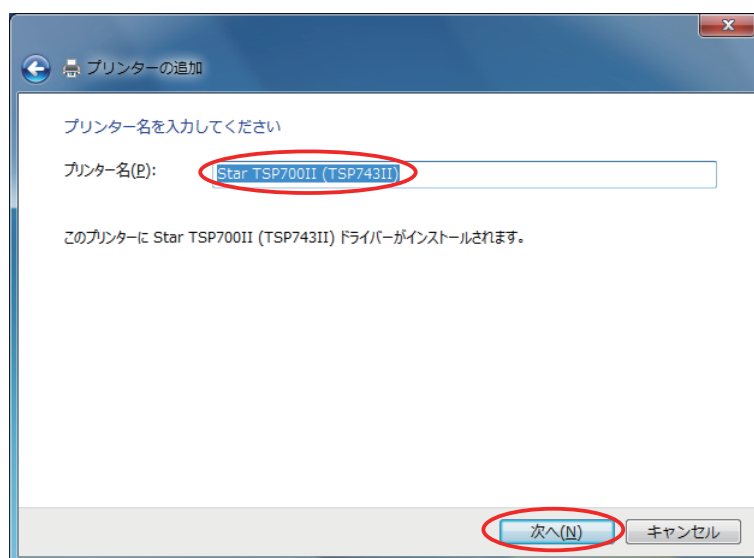 プリンターの追加
プリンター名を入力してください
プリンター名(P): Star TSP700II (TSP743II)
このプリンターに Star TSP700II (TSP743II) ドライバーがインストールされます。
次へ(N) キャンセル